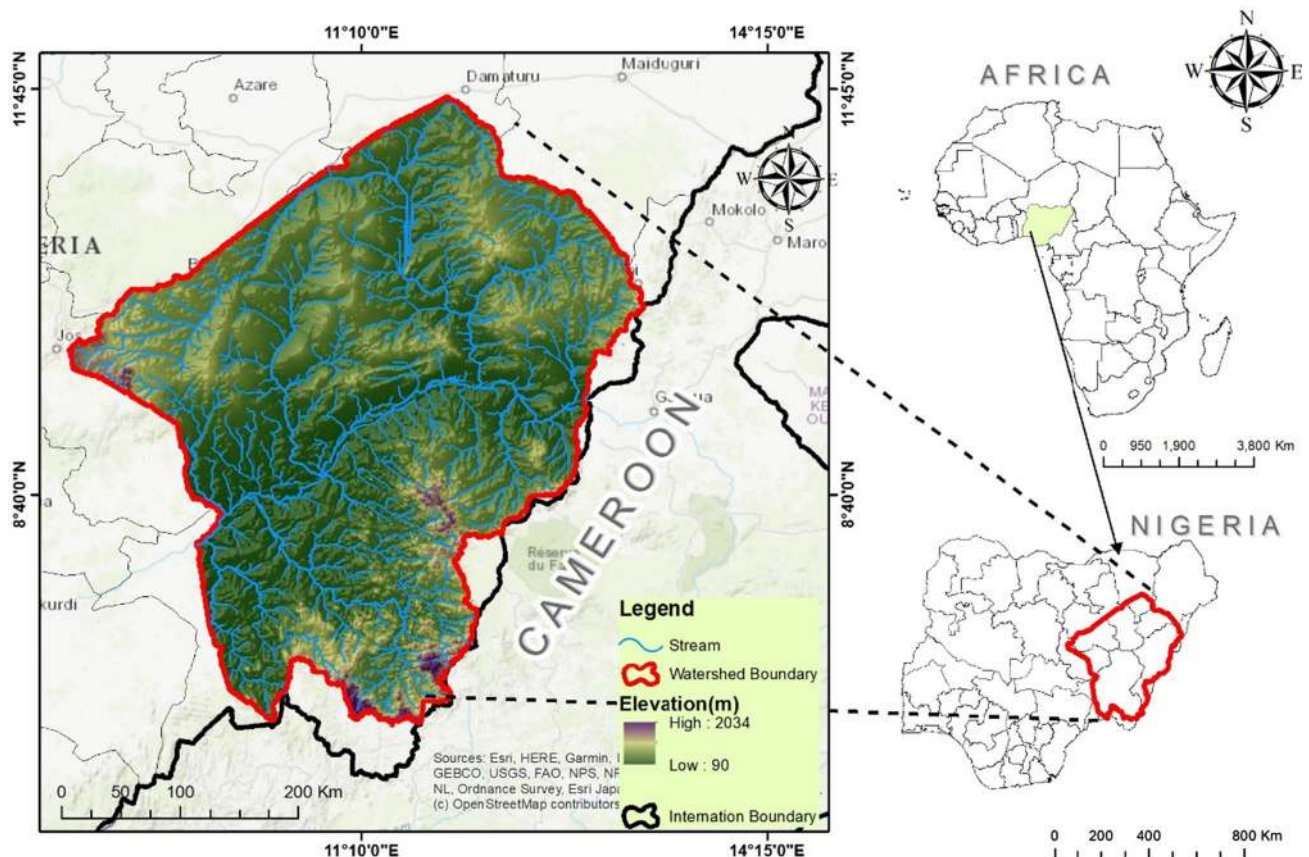 11°10'0"E
14°15'0"E
11°45'0"N
8°40'0"N
Azare
Damaturu
Maiduguri
N
W
E
S
Mokolo
Maro
ERIA
Jos
CAMEROON
kurdi
Legend
Stream
Watershed Boundary
Elevation(m)
High : 2034
Low : 90
Internation Boundary
Sources: Esri, HERE, Garmin,
GEBCO, USGS, FAO, NPS,
NL, Ordnance Survey, Esri Japa
(c) OpenStreetMap contributors
0 50 100 200 Km
11°10'0"E
14°15'0"E
11°45'0"N
8°40'0"N
AFRICA
N
W
E
S
0 950 1,900 3,800 Km
NIGERIA
0 200 400 800 Km